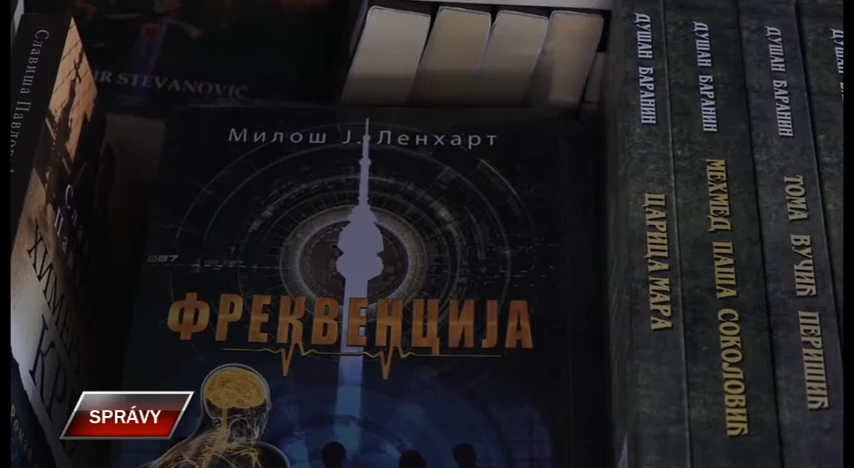 Славиша Павло
IR STEVANOVIĆ
Милош Ј. Ленхарт
ФРЕКВЕНЦИЈА
ДУШАН БАРАНИН
ЦАРИЦА МАРА
ДУШАН БАРАНИН
МЕХМЕД ПАША СОКОЛОВИЋ
ДУШАН БАРАНИН
ТОМА ВУЧИЋ ПЕРИШИЋ
SPRÁVY